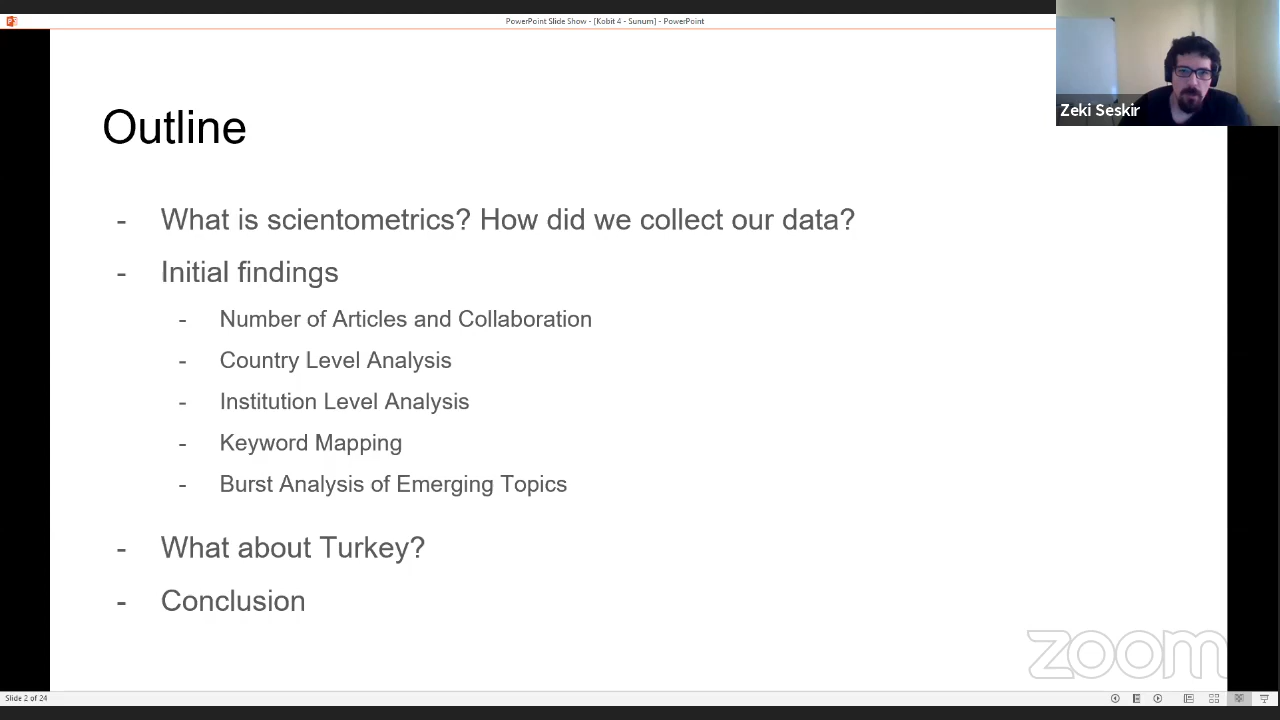 PowerPoint Slide Show - [Kobit 4 - Sunum] - PowerPoint
Zeki Seskir
Outline
- What is scientometrics? How did we collect our data?
- Initial findings
- Number of Articles and Collaboration
- Country Level Analysis
- Institution Level Analysis
- Keyword Mapping
- Burst Analysis of Emerging Topics
- What about Turkey?
- Conclusion
zoom
Slide 2 of 24